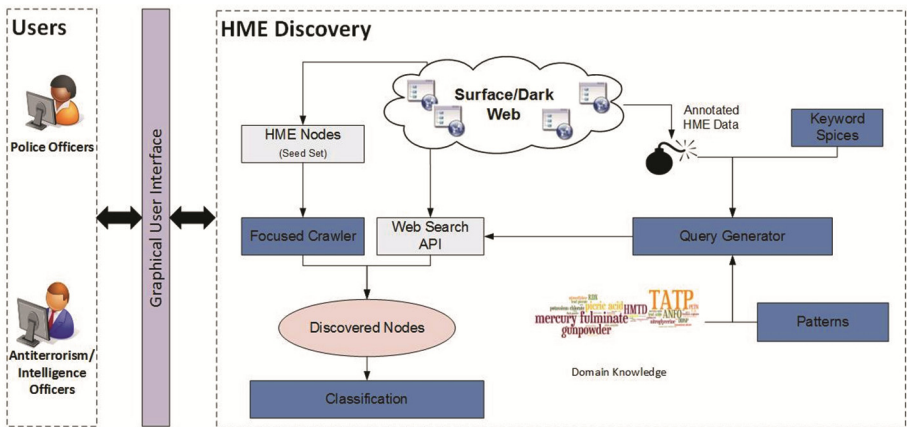 Users
HME Discovery
Police Officers
Antiterrorism/
Intelligence
Officers
Graphical User Interface
Surface/Dark
Web
HME Nodes
(Seed Set)
Annotated
HME Data
Keyword
Spices
Focused Crawler
Web Search
API
Query Generator
Discovered Nodes
picric acid
HMTD
TATP
ANFO
mercury fulminate
gunpowder
Patterns
Domain Knowledge
Classification